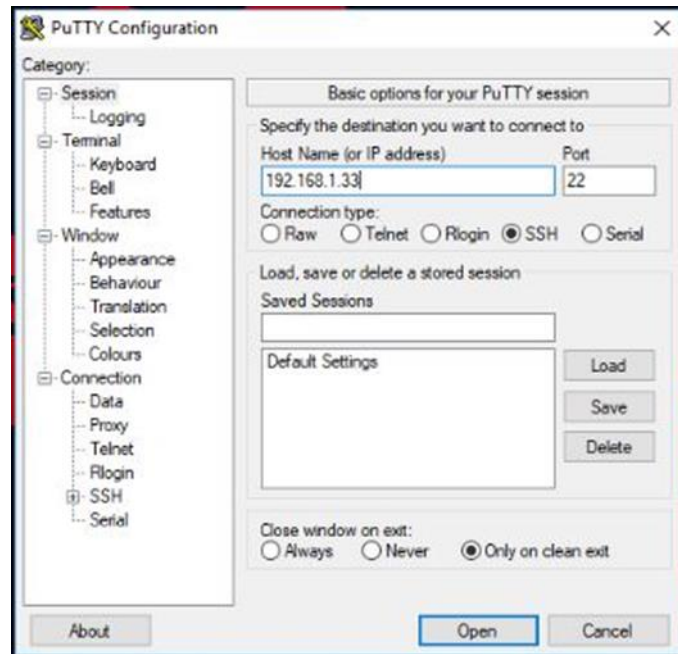 PuTTY Configuration
Category:
Session
Logging
Terminal
Keyboard
Bell
Features
Window
Appearance
Behaviour
Translation
Selection
Colours
Connection
Data
Proxy
Telnet
Rlogin
SSH
Serial
Basic options for your PuTTY session
Specify the destination you want to connect to
Host Name (or IP address) Port
192.168.1.33 22
Connection type:
Raw Telnet Rlogin SSH Serial
Load, save or delete a stored session
Saved Sessions
Default Settings
Load
Save
Delete
Close window on exit:
Always Never Only on clean exit
About Open Cancel